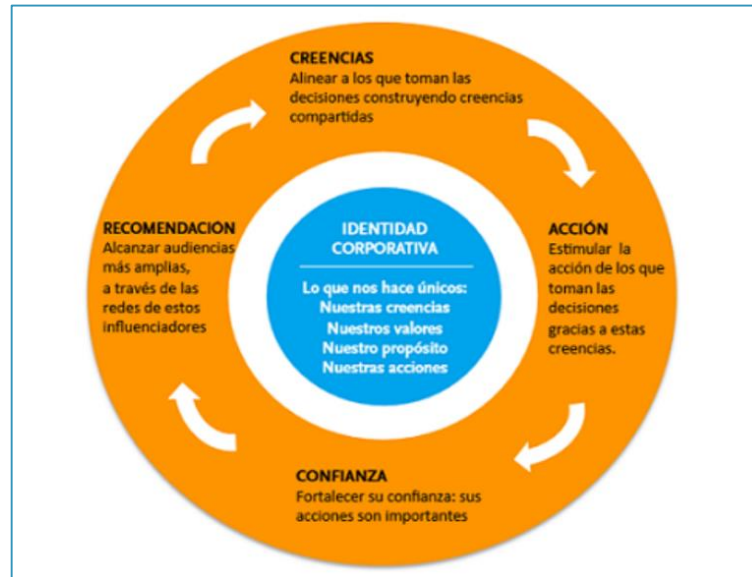 CREENCIAS
Alinear a los que toman las
decisiones construyendo creencias
compartidas
RECOMENDACIÓN
Alcanzar audiencias
más amplias,
a través de las
redes de estos
influenciadores
IDENTIDAD
CORPORATIVA
Lo que nos hace únicos:
Nuestras creencias
Nuestros valores
Nuestro propósito
Nuestras acciones
ACCIÓN
Estimular la
acción de los que
toman las
decisiones
gracias a estas
creencias.
CONFIANZA
Fortalecer su confianza: sus
acciones son importantes